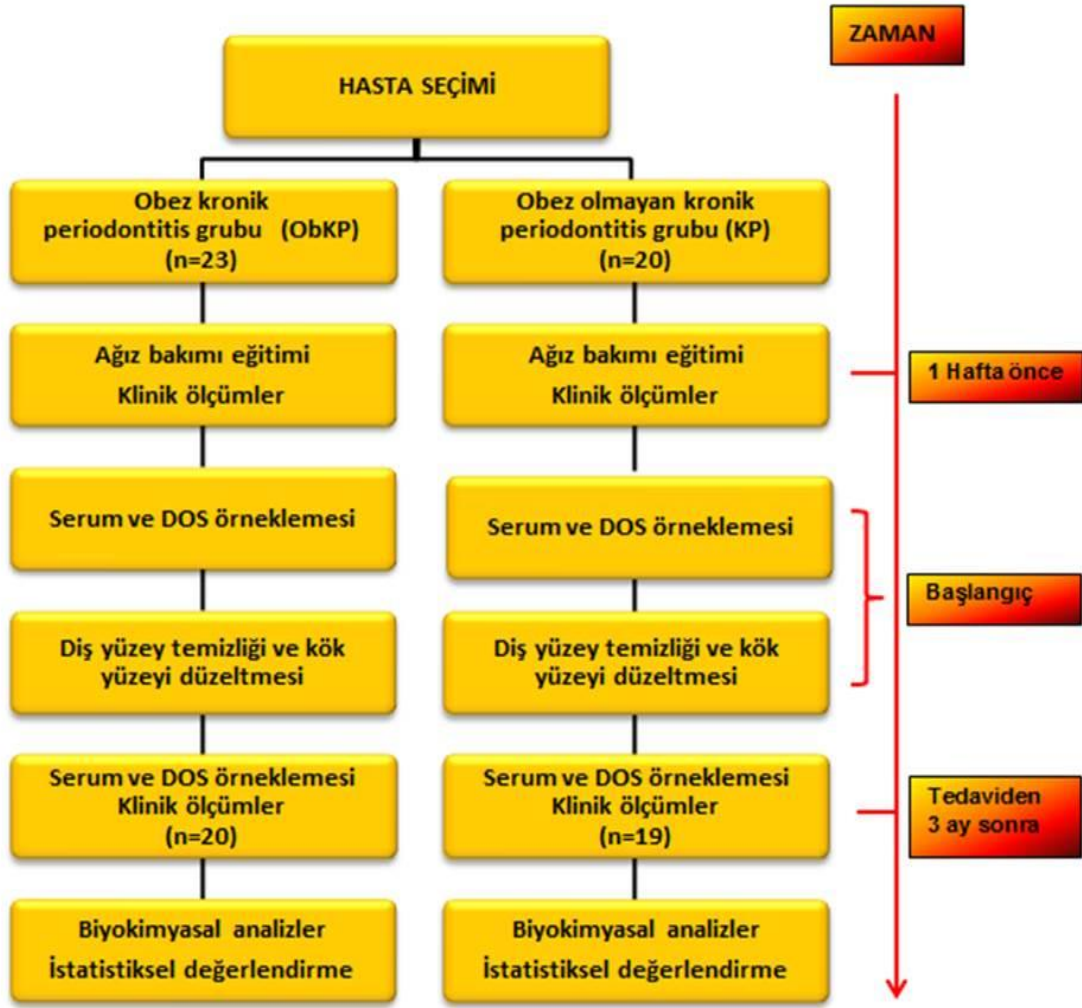 ZAMAN
HASTA SEÇİMİ
Obez kronik
periodontitis grubu (ObKP)
(n=23)
Obez olmayan kronik
periodontitis grubu (KP)
(n=20)
Ağız bakımı eğitimi
Klinik ölçümler
Ağız bakımı eğitimi
Klinik ölçümler
1 Hafta önce
Serum ve DOS örneklemesi
Serum ve DOS örneklemesi
Başlangıç
Diş yüzey temizliği ve kök
yüzeyi düzeltmesi
Diş yüzey temizliği ve kök
yüzeyi düzeltmesi
Serum ve DOS örneklemesi
Klinik ölçümler
(n=20)
Serum ve DOS örneklemesi
Klinik ölçümler
(n=19)
Tedaviden
3 ay sonra
Biyokimyasal analizler
İstatistiksel değerlendirme
Biyokimyasal analizler
İstatistiksel değerlendirme